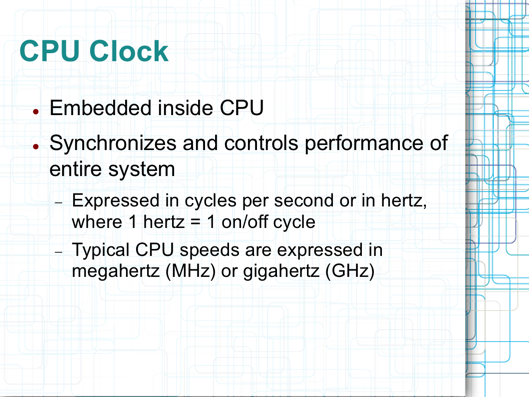 CPU Clock
● Embedded inside CPU
● Synchronizes and controls performance of
entire system
– Expressed in cycles per second or in hertz,
where 1 hertz = 1 on/off cycle
– Typical CPU speeds are expressed in
megahertz (MHz) or gigahertz (GHz)